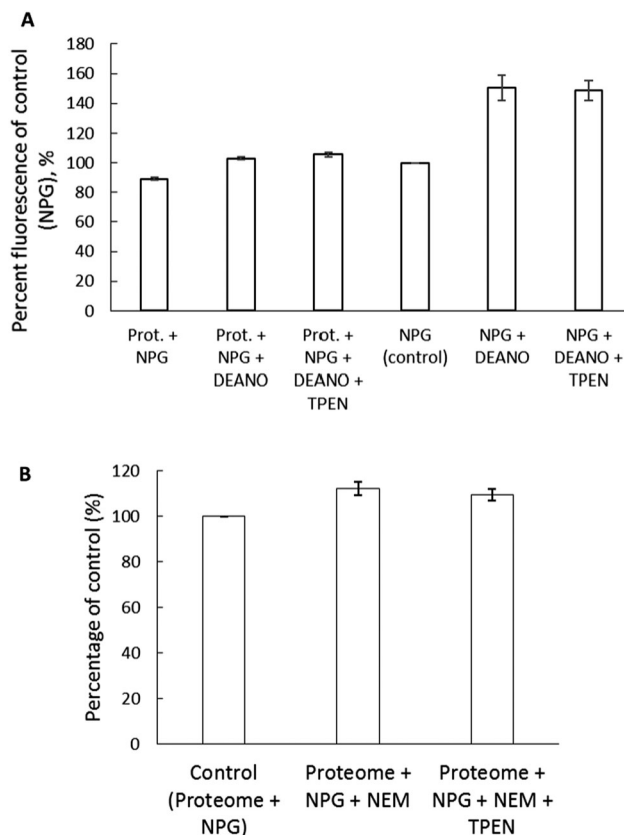 A
Percent fluorescence of control
(NPG), %
180
160
140
120
100
80
60
40
20
0
Prot. +
NPG
Prot. +
NPG +
DEANO
Prot. +
NPG +
DEANO +
TPEN
NPG
(control)
NPG +
DEANO
NPG +
DEANO +
TPEN
B
Percentage of control (%)
120
100
80
60
40
20
0
Control
(Proteome +
NPG)
Proteome +
NPG + NEM
Proteome +
NPG + NEM +
TPEN